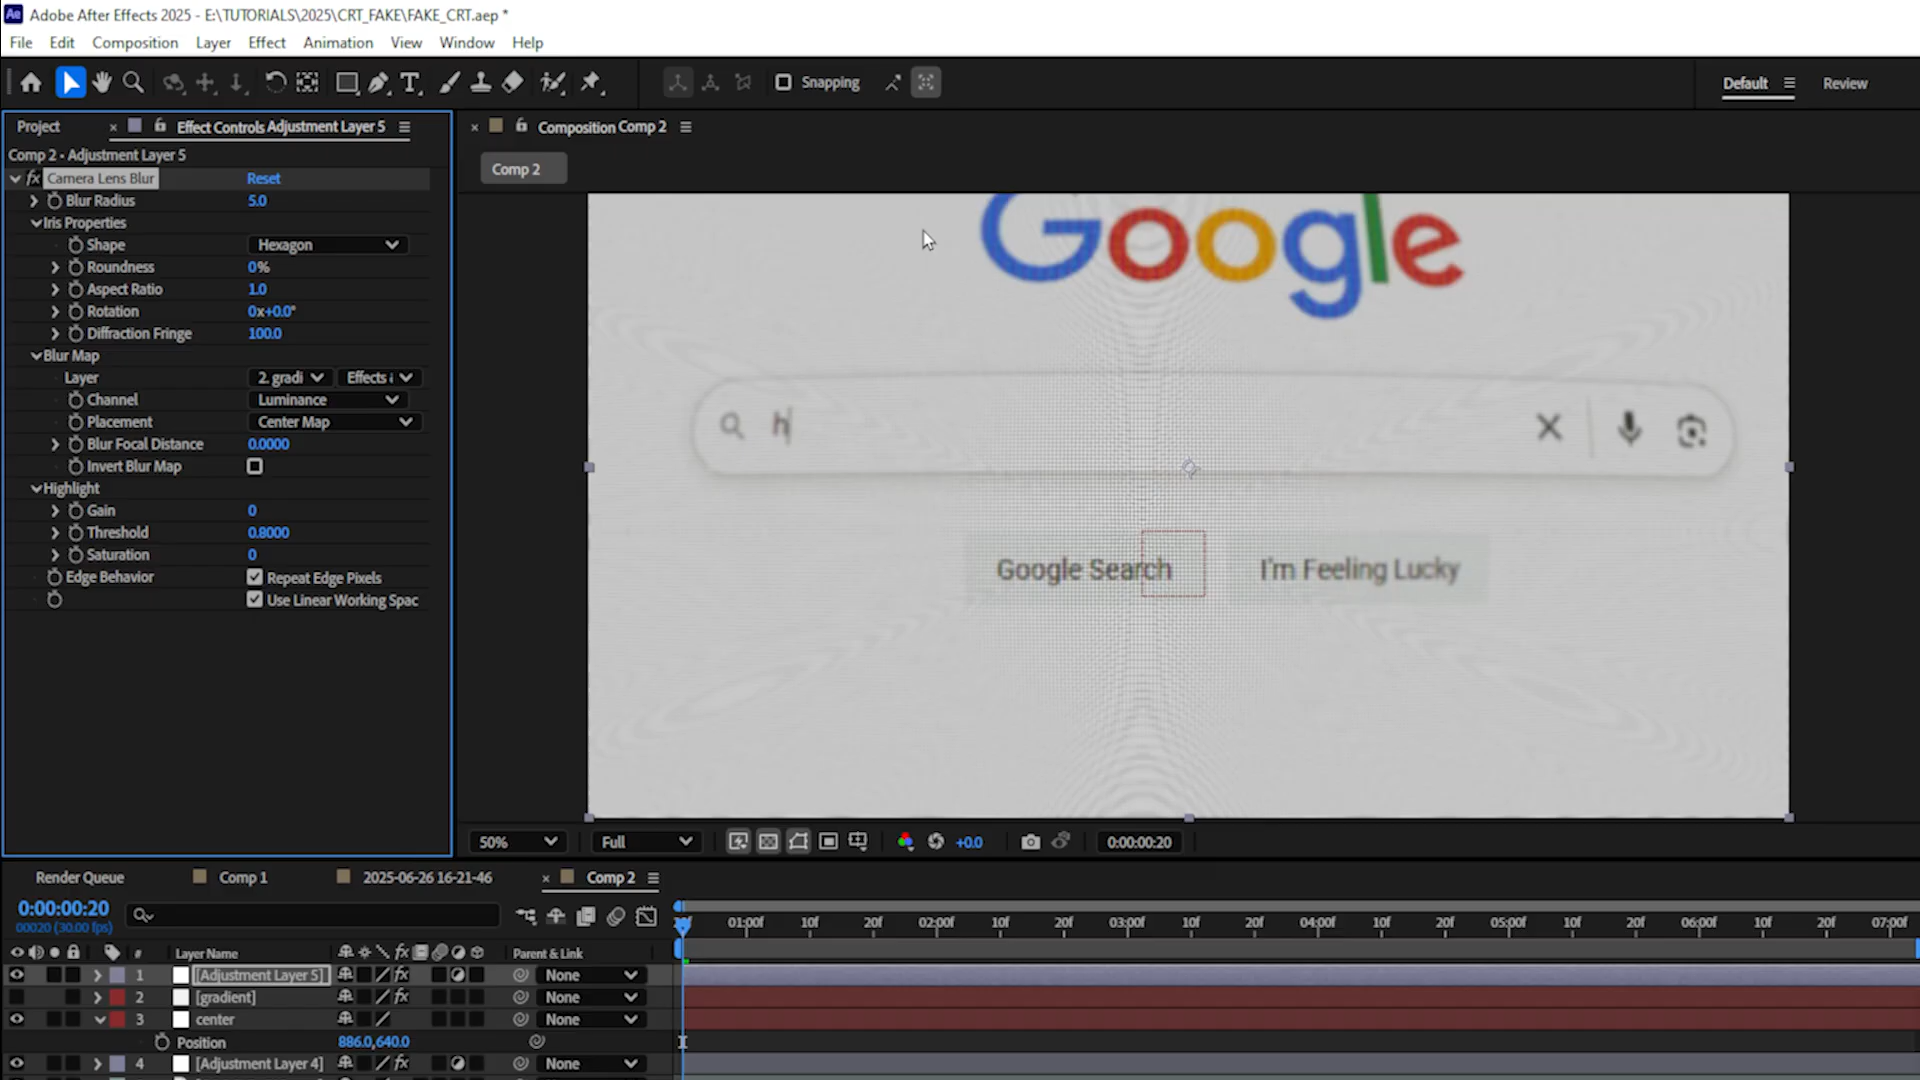 Adobe After Effects 2025 - E:\TUTORIALS\2025\CRT_FAKE\FAKE_CRT.aep *
File Edit Composition Layer Effect Animation View Window Help
Snapping Default Review
Project Effect Controls Adjustment Layer 5 Composition Comp 2
Comp 2 • Adjustment Layer 5
Comp 2
fx Camera Lens Blur Reset
Blur Radius 5.0
Iris Properties
Shape Hexagon
Roundness 0%
Aspect Ratio 1.0
Rotation 0x+0.0°
Diffraction Fringe 100.0
Blur Map
Layer 2. gradi Effects
Channel Luminance
Placement Center Map
Blur Focal Distance 0.0000
Invert Blur Map
Highlight
Gain 0
Threshold 0.8000
Saturation 0
Edge Behavior Repeat Edge Pixels
Use Linear Working Spac
Google
h
Google Search I'm Feeling Lucky
50% Full +0.0 0:00:00:20
Render Queue Comp 1 2025-06-26 16-21-46 Comp 2
0:00:00:20
00020 (30.00 fps)
01:00f 10f 20f 02:00f 10f 20f 03:00f 10f 20f 04:00f 10f 20f 05:00f 10f 20f 06:00f 10f 20f 07:00f
# Layer Name fx Parent & Link
1 [Adjustment Layer 5] fx None
2 [gradient] fx None
3 center None
Position 886.0,640.0
4 [Adjustment Layer 4] fx None